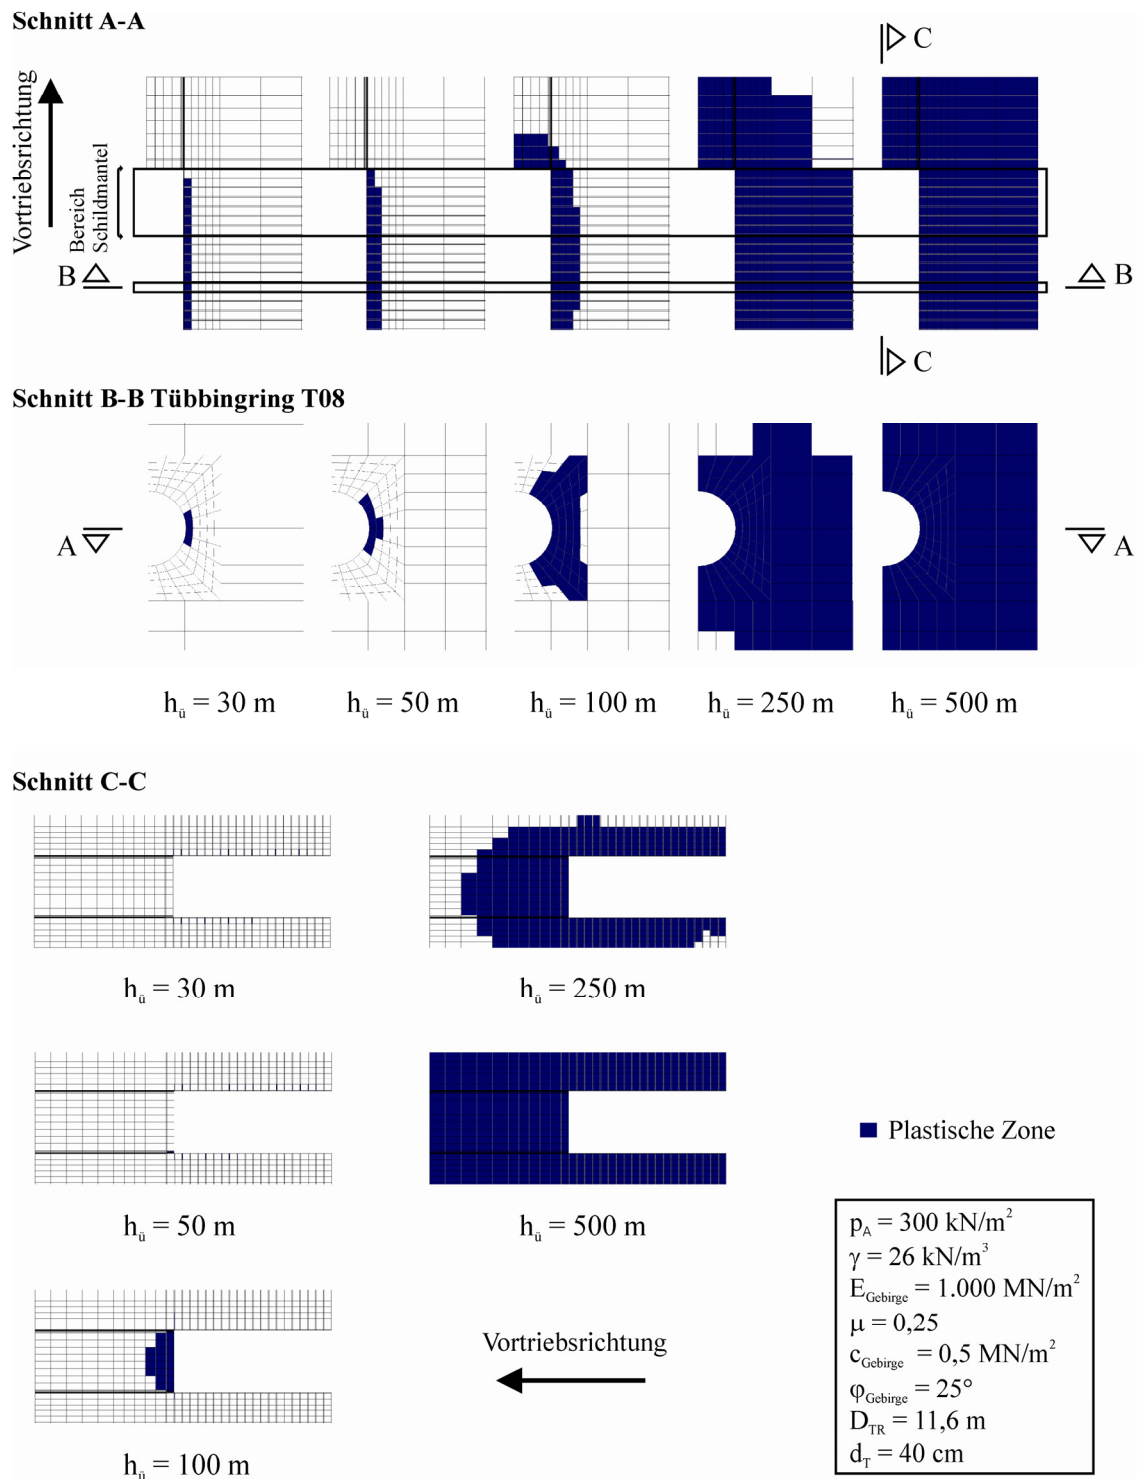 Schnitt A-A
C
Vortriebsrichtung
Bereich
Schildmantel
B
B
C
Schnitt B-B Tübbingring T08
A
A
hü = 30 m
hü = 50 m
hü = 100 m
hü = 250 m
hü = 500 m
Schnitt C-C
hü = 30 m
hü = 250 m
hü = 50 m
hü = 500 m
Plastische Zone
hü = 100 m
Vortriebsrichtung
pA = 300 kN/m²
γ = 26 kN/m³
EGebirge = 1.000 MN/m²
μ = 0,25
cGebirge = 0,5 MN/m²
φGebirge = 25°
DTR = 11,6 m
dT = 40 cm